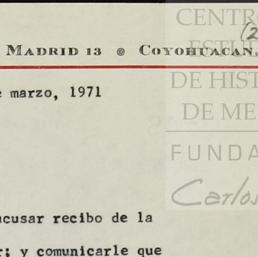 MADRID 13 ⊙ COYOHUACAN,
(2
e marzo, 1971
CENTRO
ESTU
DE HIST
DE ME
FUNDA
Carlos
acusar recibo de la
r; y comunicarle que